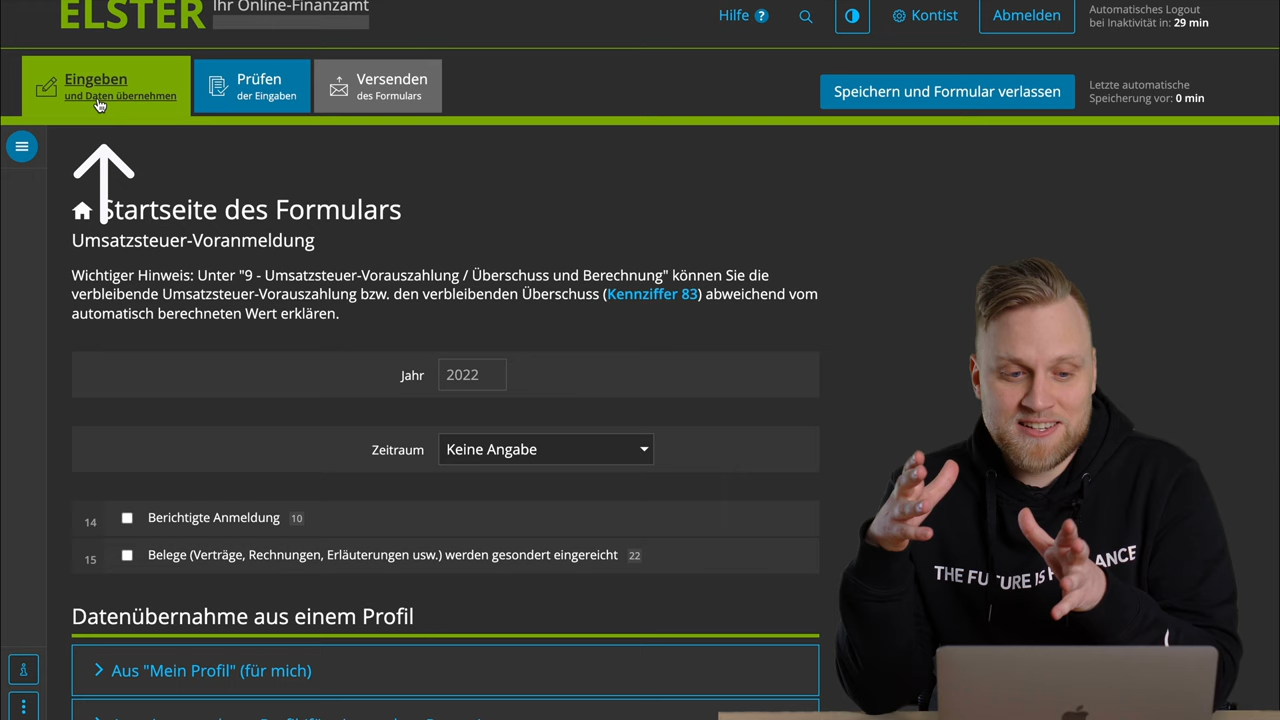 ELSTER
Ihr Online-Finanzamt
Hilfe ?
Kontist
Abmelden
Automatisches Logout
bei Inaktivität in: 29 min
Eingeben
und Daten übernehmen
Prüfen
der Eingaben
Versenden
des Formulars
Speichern und Formular verlassen
Letzte automatische
Speicherung vor: 0 min
Startseite des Formulars
Umsatzsteuer-Voranmeldung
Wichtiger Hinweis: Unter "9 - Umsatzsteuer-Vorauszahlung / Überschuss und Berechnung" können Sie die
verbleibende Umsatzsteuer-Vorauszahlung bzw. den verbleibenden Überschuss (Kennziffer 83) abweichend vom
automatisch berechneten Wert erklären.
Jahr 2022
Zeitraum Keine Angabe
14 Berichtigte Anmeldung 10
15 Belege (Verträge, Rechnungen, Erläuterungen usw.) werden gesondert eingereicht 22
THE FUTURE IS
Datenübernahme aus einem Profil
Aus "Mein Profil" (für mich)